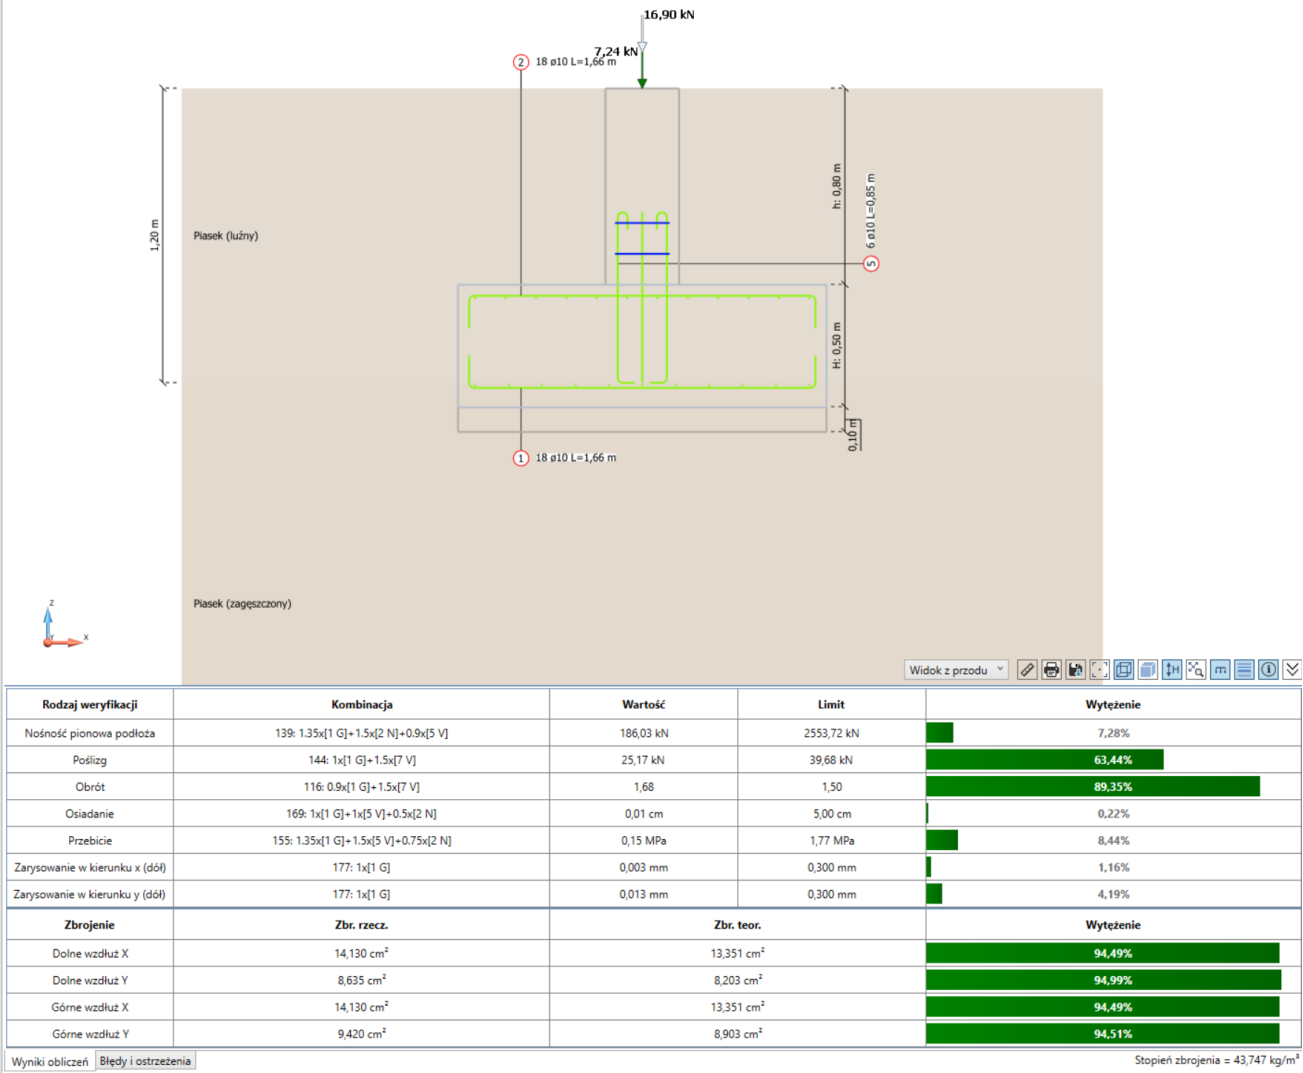 16,90 kN
7,24 kN
2 18 ø10 L=1,66 m
1,20 m
Piasek (luźny)
h: 0,80 m
6 ø10 L=0,85 m
5
H: 0,50 m
0,10 m
1 18 ø10 L=1,66 m
Piasek (zagęszczony)
Z
Y
X
Widok z przodu
Rodzaj weryfikacji Kombinacja Wartość Limit Wytężenie
Nośność pionowa podłoża 139: 1.35x[1 G]+1.5x[2 N]+0.9x[5 V] 186,03 kN 2553,72 kN 7,28%
Poślizg 144: 1x[1 G]+1.5x[7 V] 25,17 kN 39,68 kN 63,44%
Obrót 116: 0.9x[1 G]+1.5x[7 V] 1,68 1,50 89,35%
Osiadanie 169: 1x[1 G]+1x[5 V]+0.5x[2 N] 0,01 cm 5,00 cm 0,22%
Przebicie 155: 1.35x[1 G]+1.5x[5 V]+0.75x[2 N] 0,15 MPa 1,77 MPa 8,44%
Zarysowanie w kierunku x (dół) 177: 1x[1 G] 0,003 mm 0,300 mm 1,16%
Zarysowanie w kierunku y (dół) 177: 1x[1 G] 0,013 mm 0,300 mm 4,19%
Zbrojenie Zbr. rzecz. Zbr. teor. Wytężenie
Dolne wzdłuż X 14,130 cm² 13,351 cm² 94,49%
Dolne wzdłuż Y 8,635 cm² 8,203 cm² 94,99%
Górne wzdłuż X 14,130 cm² 13,351 cm² 94,49%
Górne wzdłuż Y 9,420 cm² 8,903 cm² 94,51%
Wyniki obliczeń Błędy i ostrzeżenia Stopień zbrojenia = 43,747 kg/m³